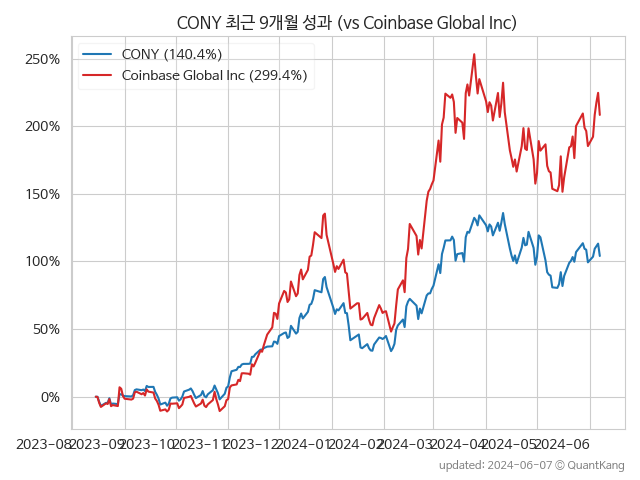 CONY 최근 9개월 성과 (vs Coinbase Global Inc)
CONY (140.4%)
Coinbase Global Inc (299.4%)
250%
200%
150%
100%
50%
0%
2023-08 2023-09 2023-10 2023-11 2023-12 2024-01 2024-02 2024-03 2024-04 2024-05 2024-06
updated: 2024-06-07 © QuantKang